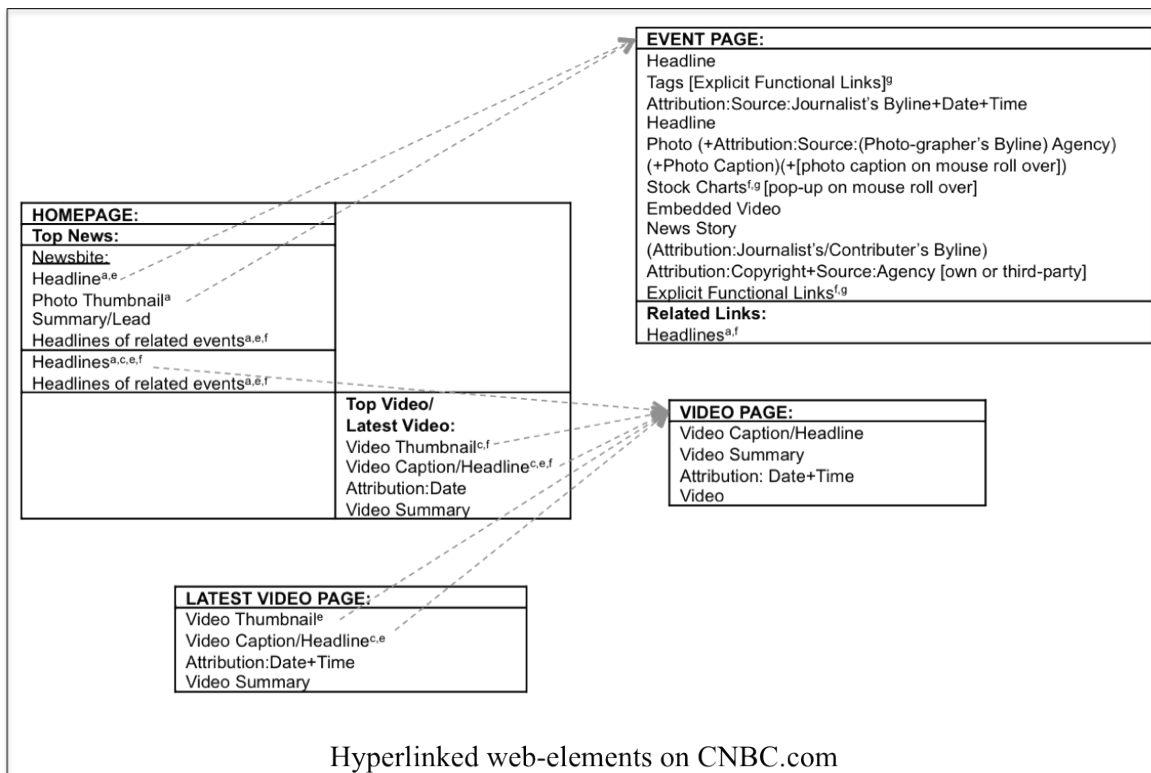 EVENT PAGE:
Headline
Tags [Explicit Functional Links]ᵍ
Attribution:Source:Journalist's Byline+Date+Time
Headline
Photo (+Attribution:Source:(Photo-grapher's Byline) Agency)
(+Photo Caption)(+[photo caption on mouse roll over])
Stock Chartsᶠ,ᵍ [pop-up on mouse roll over]
Embedded Video
News Story
(Attribution:Journalist's/Contributer's Byline)
Attribution:Copyright+Source:Agency [own or third-party]
Explicit Functional Linksᶠ,ᵍ
Related Links:
Headlinesᵃ,ᶠ
HOMEPAGE:
Top News:
Newsbite:
Headlineᵃ,ᵉ
Photo Thumbnailᵃ
Summary/Lead
Headlines of related eventsᵃ,ᵉ,ᶠ
Headlinesᵃ,ᶜ,ᵉ,ᶠ
Headlines of related eventsᵃ,ᵉ,ᶠ
Top Video/
Latest Video:
Video Thumbnailᶜ,ᶠ
Video Caption/Headlineᶜ,ᵉ,ᶠ
Attribution:Date
Video Summary
VIDEO PAGE:
Video Caption/Headline
Video Summary
Attribution: Date+Time
Video
LATEST VIDEO PAGE:
Video Thumbnailᵉ
Video Caption/Headlineᶜ,ᵉ
Attribution:Date+Time
Video Summary
Hyperlinked web-elements on CNBC.com